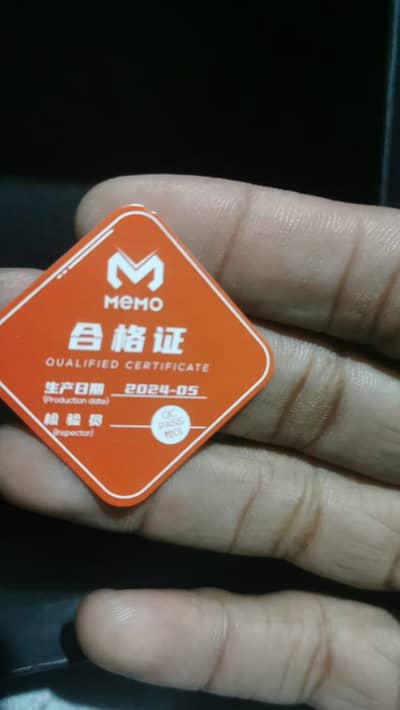 MEMO
合格证
QUALIFIED CERTIFICATE
生产日期 2024-05
(Production date)
检验员
(Inspector)
QC
PASS